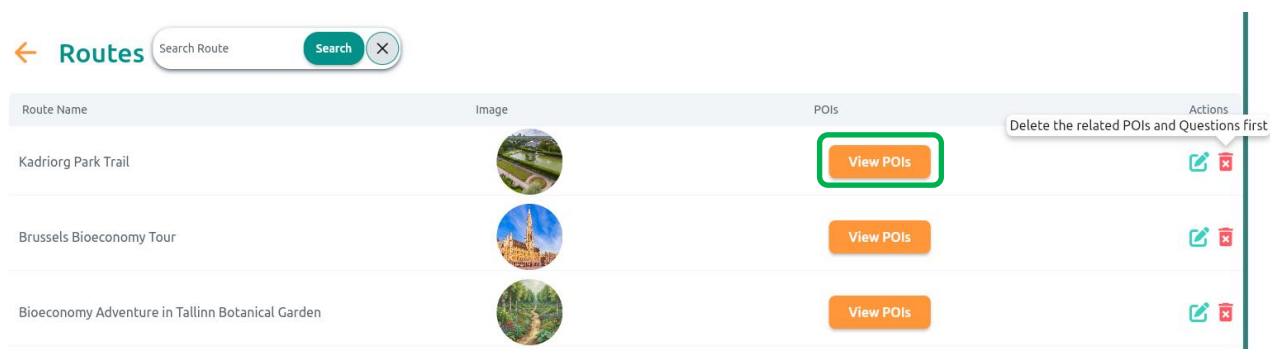 Routes Search Route Search
Route Name Image POIs Actions
Delete the related POIs and Questions first
Kadriorg Park Trail View POIs
Brussels Bioeconomy Tour View POIs
Bioeconomy Adventure in Tallinn Botanical Garden View POIs